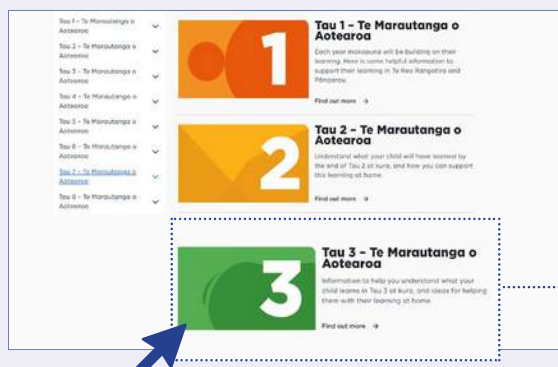 Tau 1 – Te Marautanga o
Aotearoa
Tau 2 – Te Marautanga o
Aotearoa
Tau 3 – Te Marautanga o
Aotearoa
Tau 4 – Te Marautanga o
Aotearoa
Tau 5 – Te Marautanga o
Aotearoa
Tau 6 – Te Marautanga o
Aotearoa
Tau 7 – Te Marautanga o
Aotearoa
Tau 8 – Te Marautanga o
Aotearoa
1
Tau 1 – Te Marautanga o
Aotearoa
Each year mokopuna will be building on their
learning. Here is some helpful information to
support their learning in Te Reo Rangatira and
Pāngarau.
Find out more →
2
Tau 2 – Te Marautanga o
Aotearoa
Understand what your child will have learned by
the end of Tau 2 at kura, and how you can support
this learning at home.
Find out more →
3
Tau 3 – Te Marautanga o
Aotearoa
Information to help you understand what your
child learns in Tau 3 at kura, and ideas for helping
them with their learning at home.
Find out more →